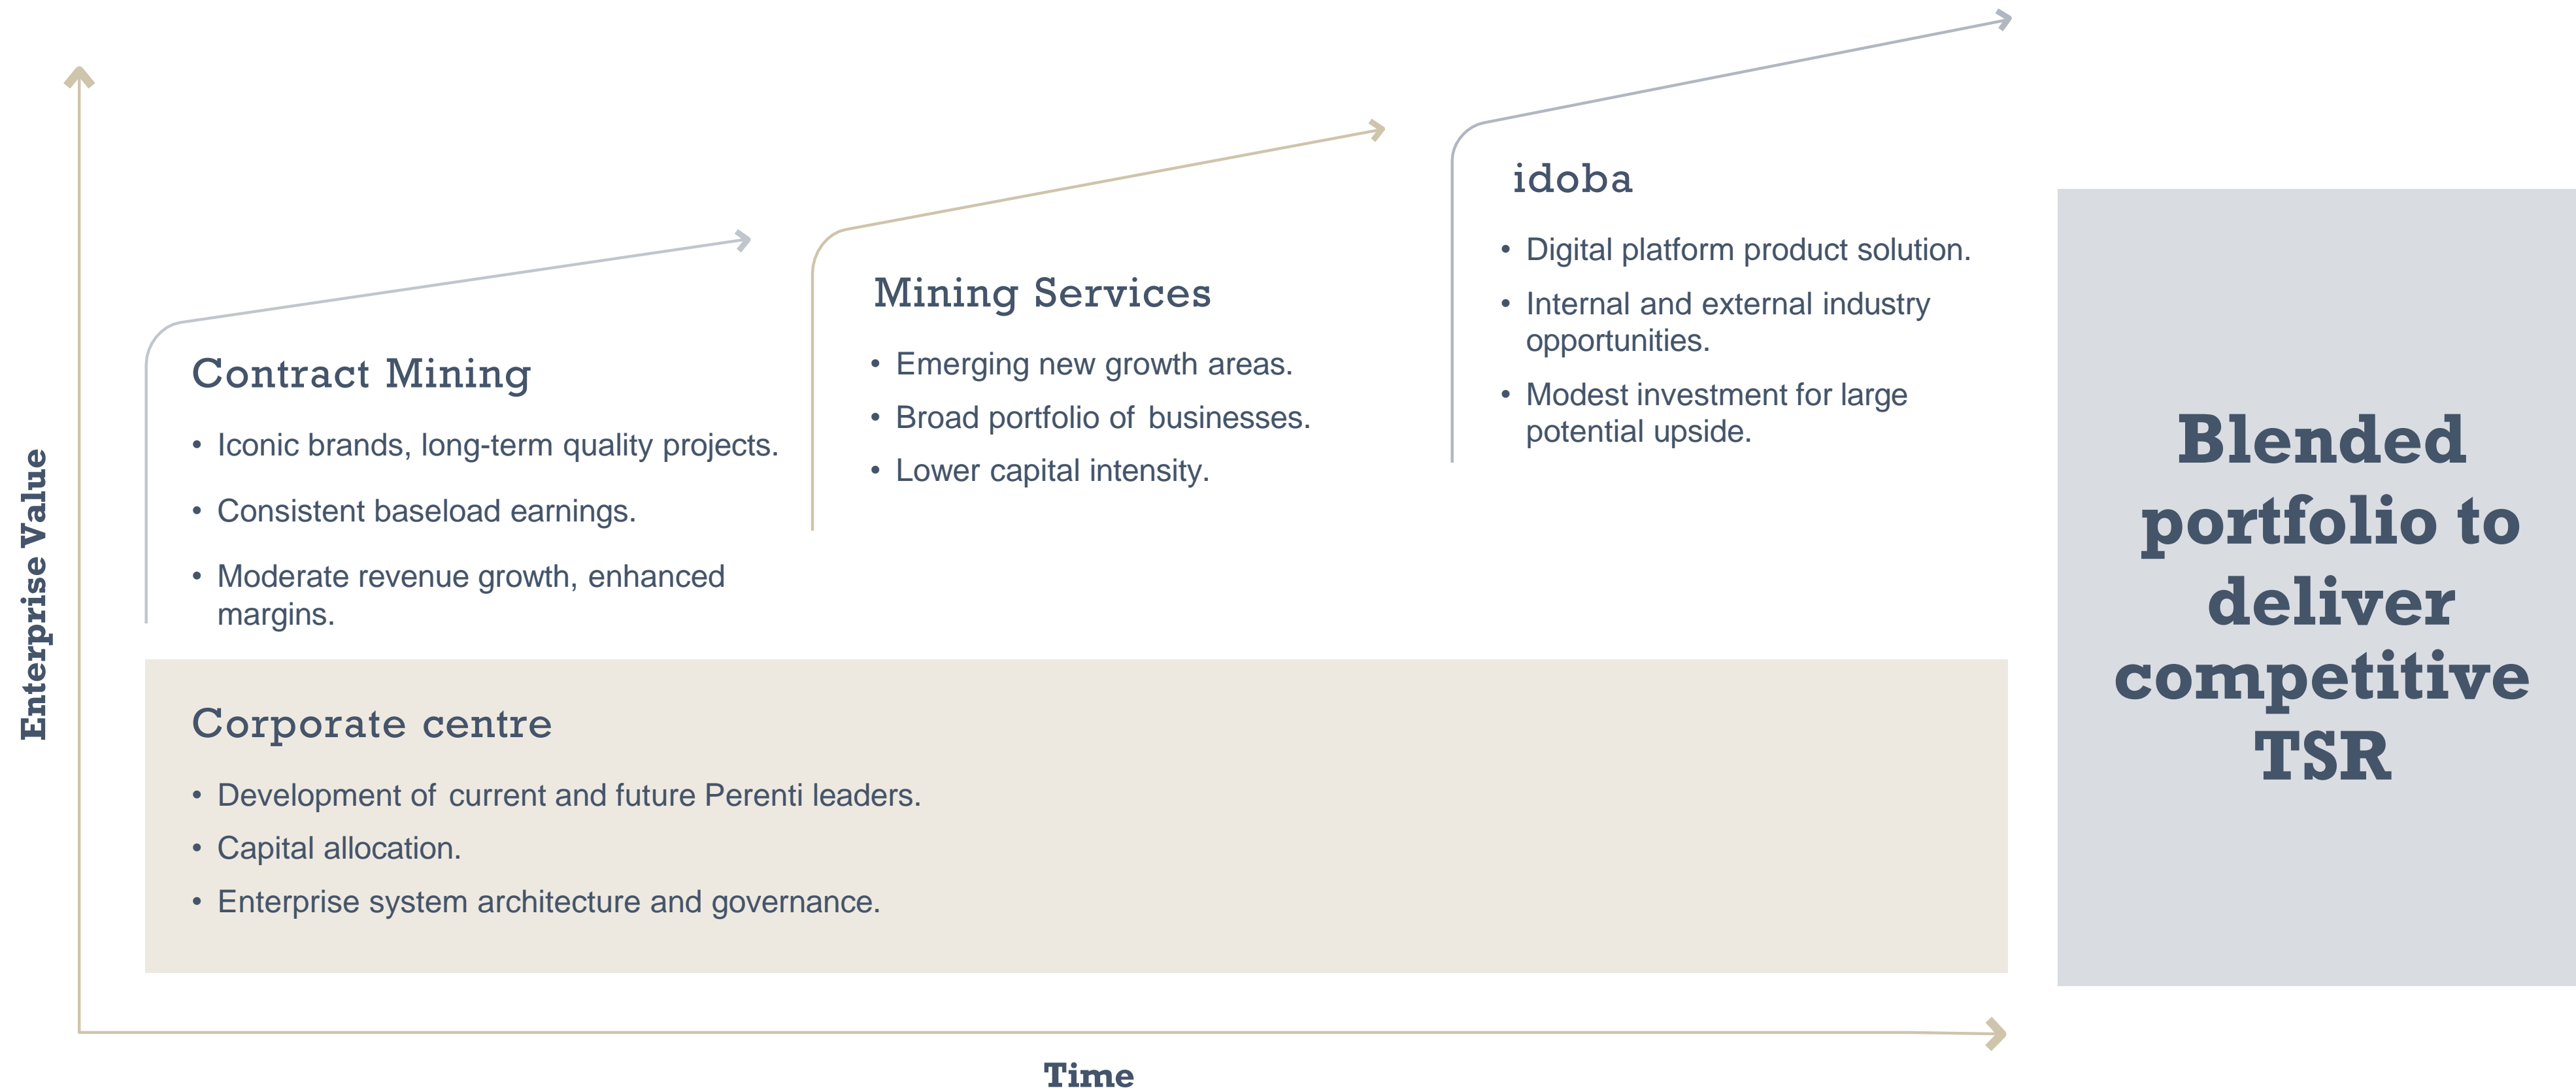 Enterprise Value
Contract Mining
• Iconic brands, long-term quality projects.
• Consistent baseload earnings.
• Moderate revenue growth, enhanced
margins.
Mining Services
• Emerging new growth areas.
• Broad portfolio of businesses.
• Lower capital intensity.
idoba
• Digital platform product solution.
• Internal and external industry
opportunities.
• Modest investment for large
potential upside.
Corporate centre
• Development of current and future Perenti leaders.
• Capital allocation.
• Enterprise system architecture and governance.
Time
Blended
portfolio to
deliver
competitive
TSR